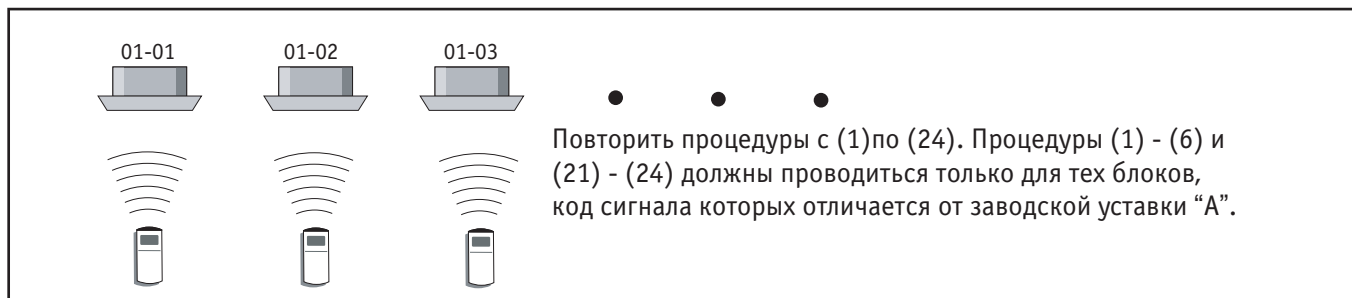 01-01 01-02 01-03
Повторить процедуры с (1)по (24). Процедуры (1) - (6) и
(21) - (24) должны проводиться только для тех блоков,
код сигнала которых отличается от заводской уставки “А”.